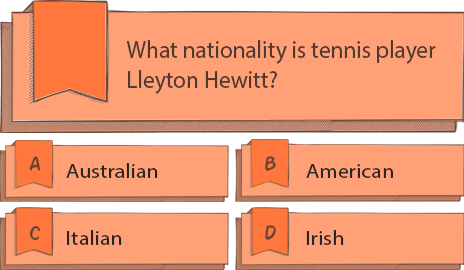 What nationality is tennis player
Lleyton Hewitt?
A Australian
B American
C Italian
D Irish